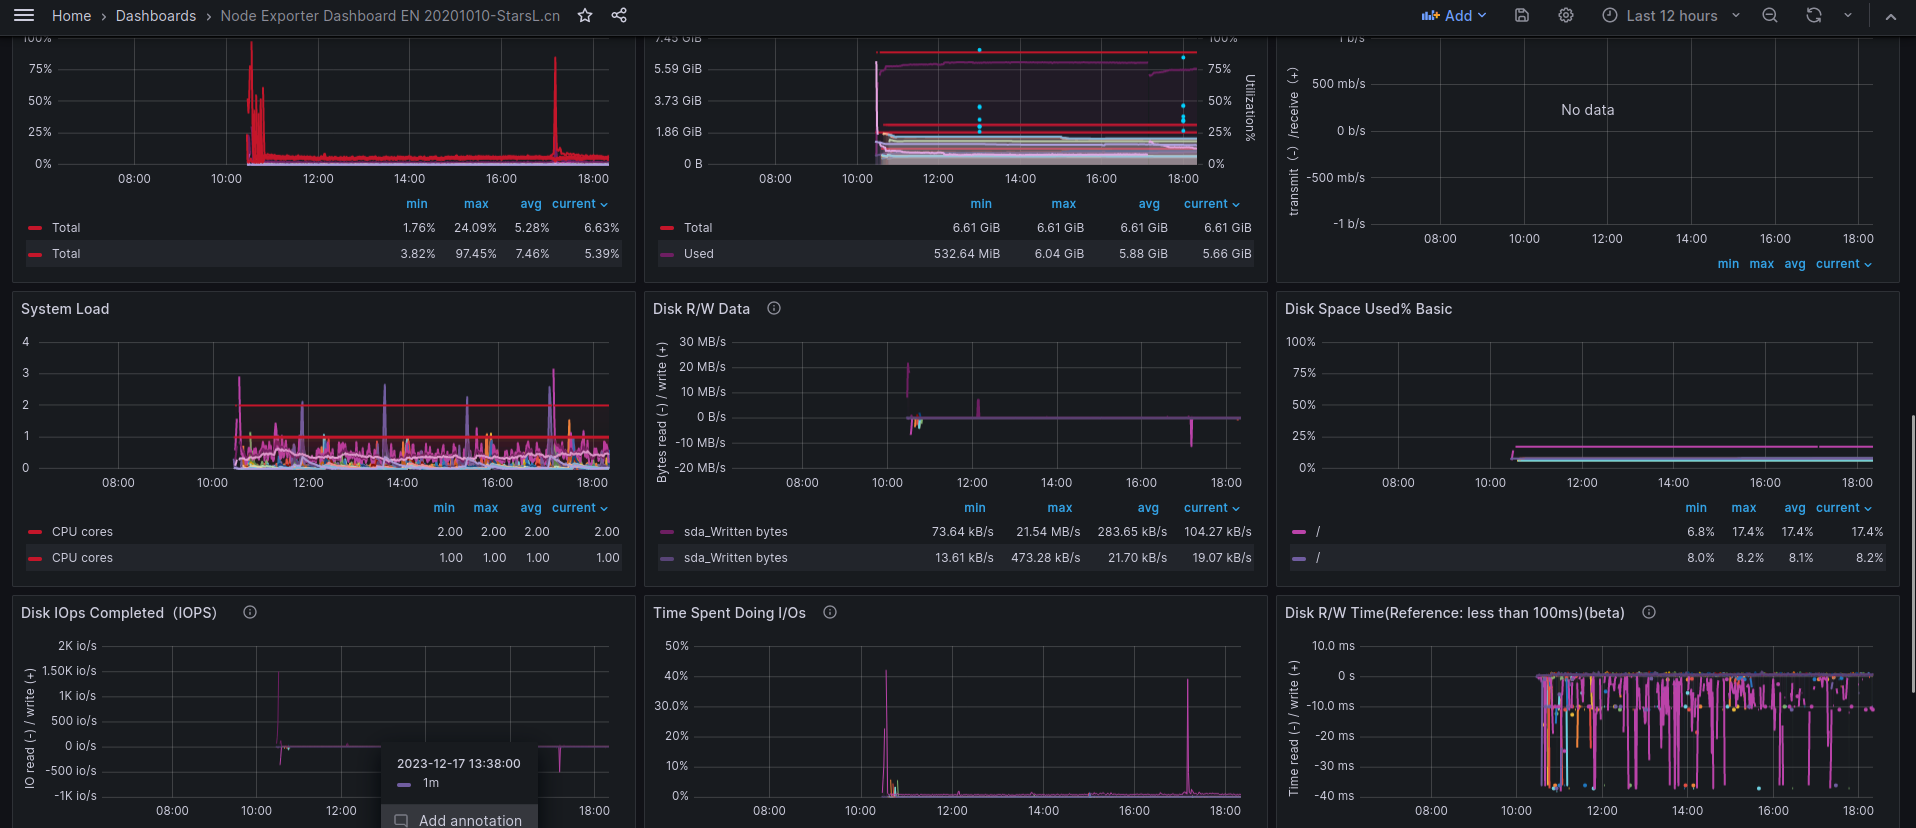 Home › Dashboards › Node Exporter Dashboard EN 20201010-StarsL.cn
Add
Last 12 hours
100%
75%
50%
25%
0%
08:00 10:00 12:00 14:00 16:00 18:00
min max avg current
Total 1.76% 24.09% 5.28% 6.63%
Total 3.82% 97.45% 7.46% 5.39%
7.45 GiB
5.59 GiB
3.73 GiB
1.86 GiB
0 B
100%
75%
50%
25%
0%
Utilization%
08:00 10:00 12:00 14:00 16:00 18:00
min max avg current
Total 6.61 GiB 6.61 GiB 6.61 GiB 6.61 GiB
Used 532.64 MiB 6.04 GiB 5.88 GiB 5.66 GiB
transmit (-) /receive (+)
1 b/s
500 mb/s
0 b/s
-500 mb/s
-1 b/s
No data
08:00 10:00 12:00 14:00 16:00 18:00
min max avg current
System Load
4
3
2
1
0
08:00 10:00 12:00 14:00 16:00 18:00
min max avg current
CPU cores 2.00 2.00 2.00 2.00
CPU cores 1.00 1.00 1.00 1.00
Disk R/W Data
Bytes read (-) / write (+)
30 MB/s
20 MB/s
10 MB/s
0 B/s
-10 MB/s
-20 MB/s
08:00 10:00 12:00 14:00 16:00 18:00
min max avg current
sda_Written bytes 73.64 kB/s 21.54 MB/s 283.65 kB/s 104.27 kB/s
sda_Written bytes 13.61 kB/s 473.28 kB/s 21.70 kB/s 19.07 kB/s
Disk Space Used% Basic
100%
75%
50%
25%
0%
08:00 10:00 12:00 14:00 16:00 18:00
min max avg current
/ 6.8% 17.4% 17.4% 17.4%
/ 8.0% 8.2% 8.1% 8.2%
Disk IOps Completed（IOPS）
IO read (-) / write (+)
2K io/s
1.50K io/s
1K io/s
500 io/s
0 io/s
-500 io/s
-1K io/s
08:00 10:00 12:00 18:00
2023-12-17 13:38:00
1m
Add annotation
Time Spent Doing I/Os
50%
40%
30.0%
20%
10%
0%
08:00 10:00 12:00 14:00 16:00 18:00
Disk R/W Time(Reference: less than 100ms)(beta)
Time read (-) / write (+)
10.0 ms
0 s
-10.0 ms
-20 ms
-30 ms
-40 ms
08:00 10:00 12:00 14:00 16:00 18:00